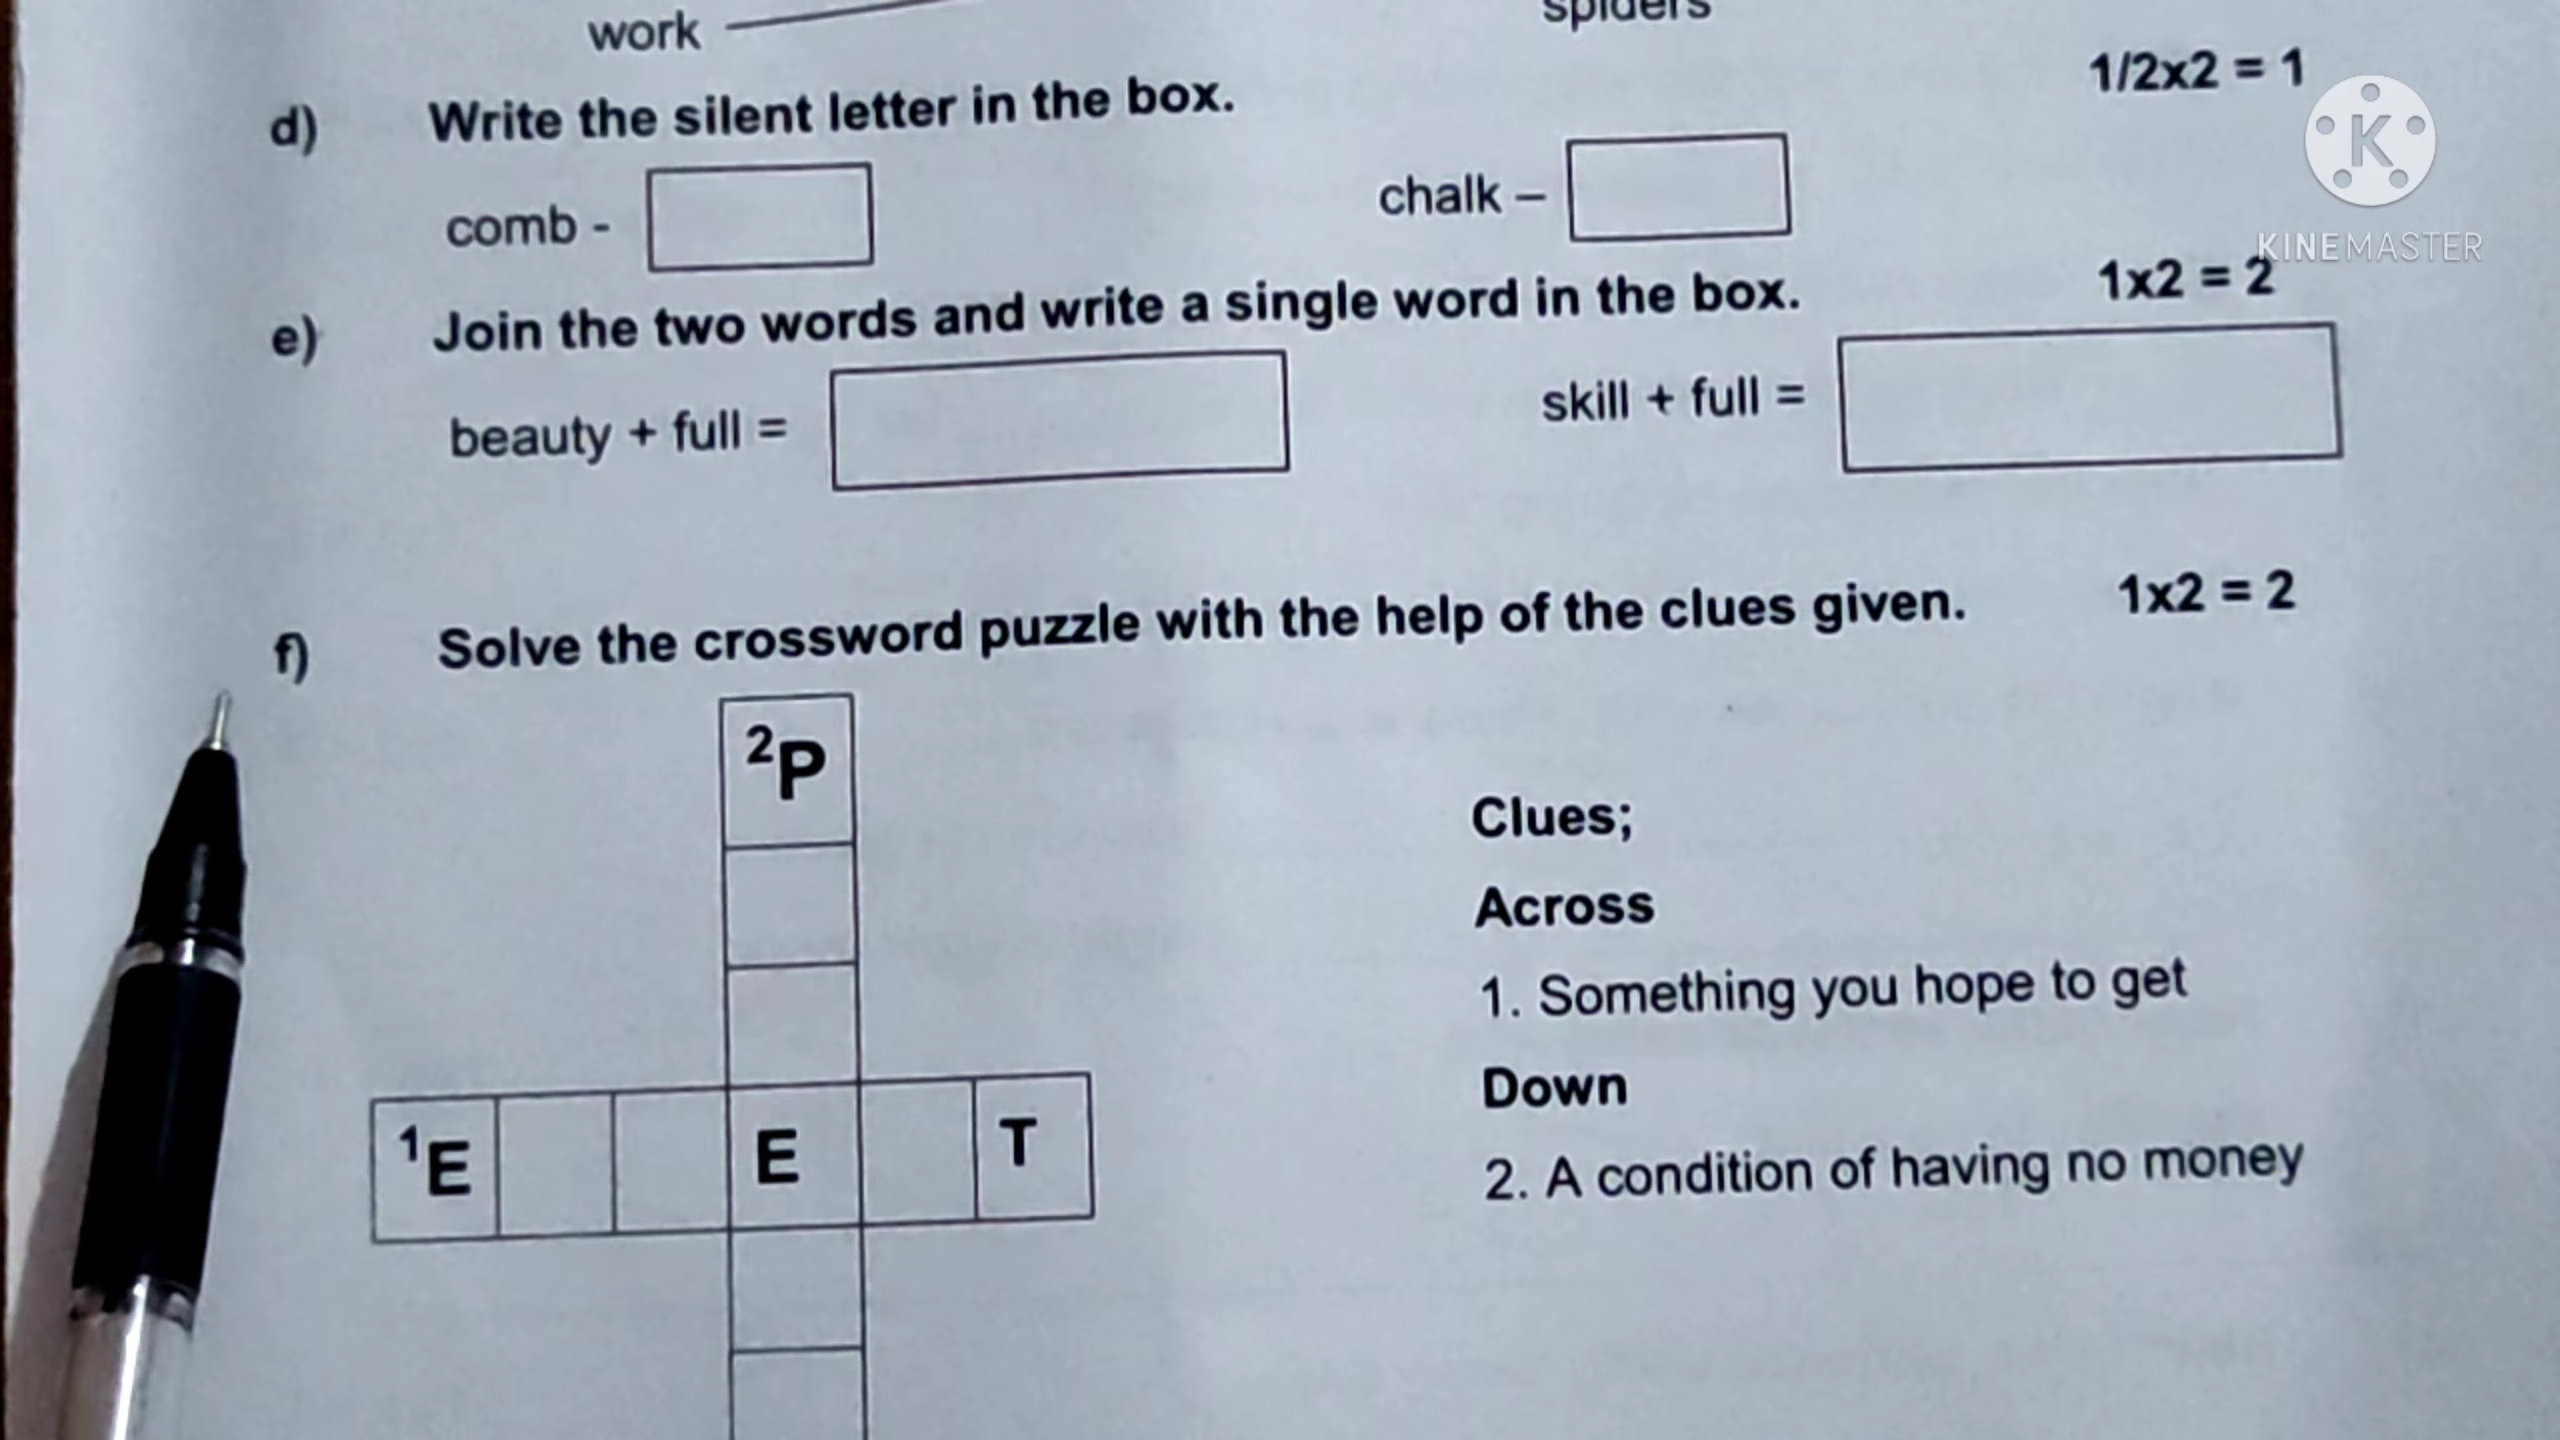 work spiders
1/2x2 = 1
d) Write the silent letter in the box.
comb - chalk –
KINEMASTER
1x2 = 2
e) Join the two words and write a single word in the box.
beauty + full = skill + full =
f) Solve the crossword puzzle with the help of the clues given. 1x2 = 2
2P
Clues;
Across
1. Something you hope to get
Down
1E E T
2. A condition of having no money